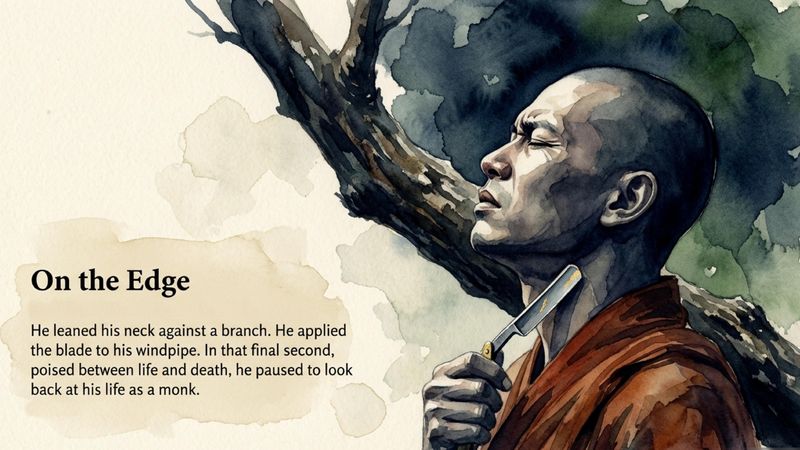 On the Edge
He leaned his neck against a branch. He applied
the blade to his windpipe. In that final second,
poised between life and death, he paused to look
back at his life as a monk.